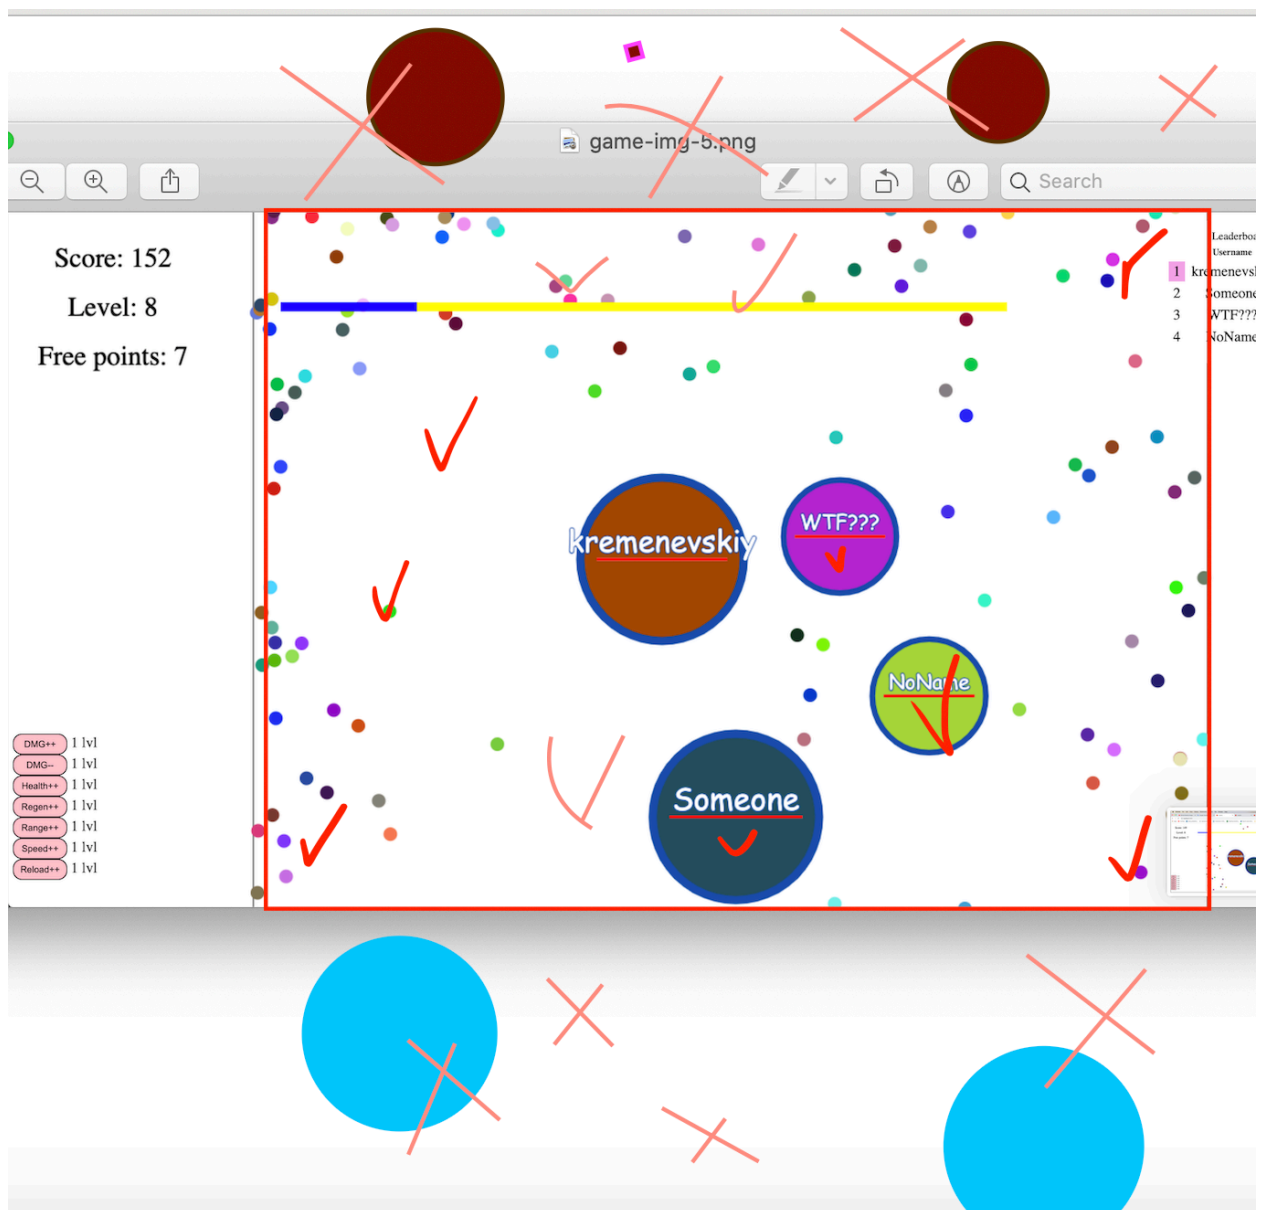 game-img-5.png
Search
Score: 152
Level: 8
Free points: 7
Leaderboa
Username
1 kremenevsk
2 Someone
3 WTF???
4 NoName
kremenevskiy
WTF???
NoName
Someone
DMG++ 1 lvl
DMG-- 1 lvl
Health++ 1 lvl
Regen++ 1 lvl
Range++ 1 lvl
Speed++ 1 lvl
Reload++ 1 lvl